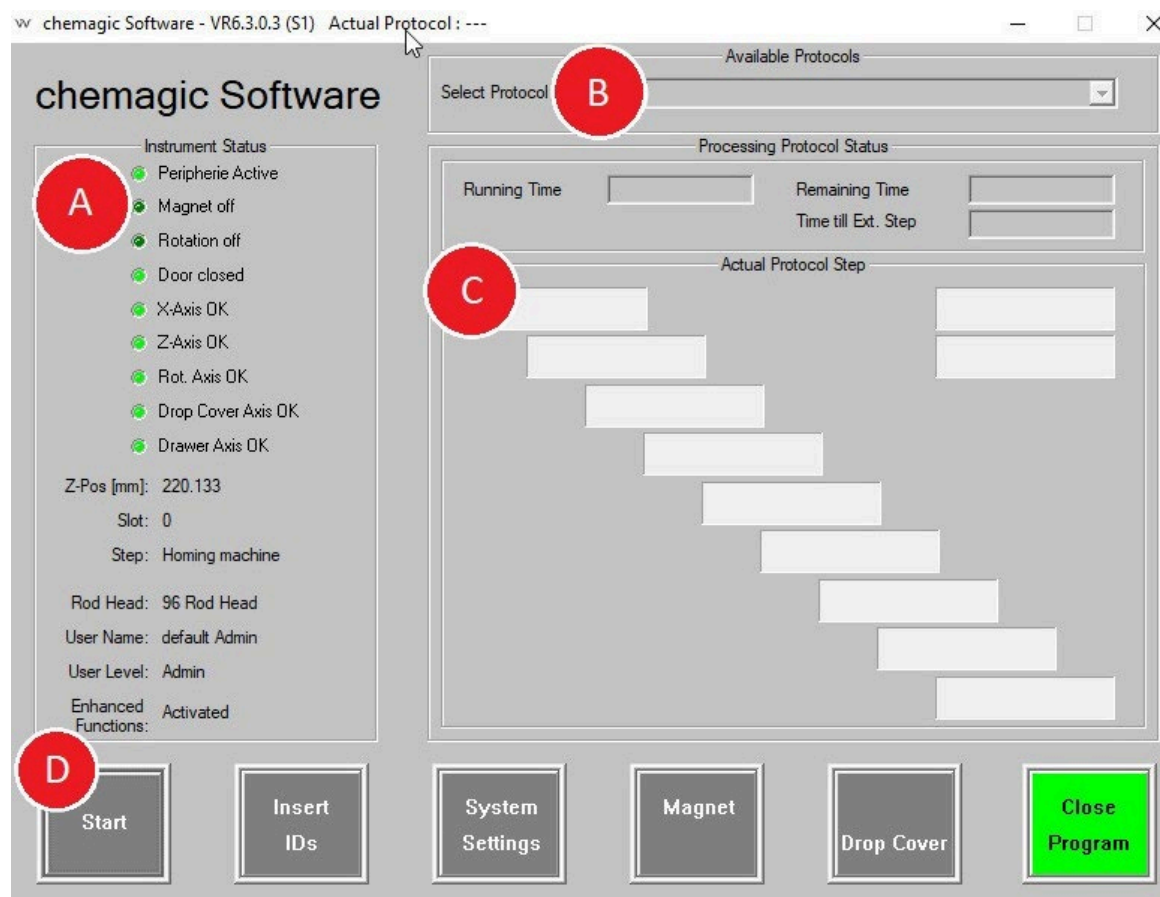 chemagic Software - VR6.3.0.3 (S1) Actual Protocol : ---
chemagic Software
Available Protocols
Select Protocol
B
Instrument Status
A
Peripherie Active
Magnet off
Rotation off
Door closed
X-Axis OK
Z-Axis OK
Rot. Axis OK
Drop Cover Axis OK
Drawer Axis OK
Z-Pos [mm]: 220.133
Slot: 0
Step: Homing machine
Rod Head: 96 Rod Head
User Name: default Admin
User Level: Admin
Enhanced
Functions: Activated
Processing Protocol Status
Running Time
Remaining Time
Time till Ext. Step
Actual Protocol Step
C
D
Start
Insert
IDs
System
Settings
Magnet
Drop Cover
Close
Program